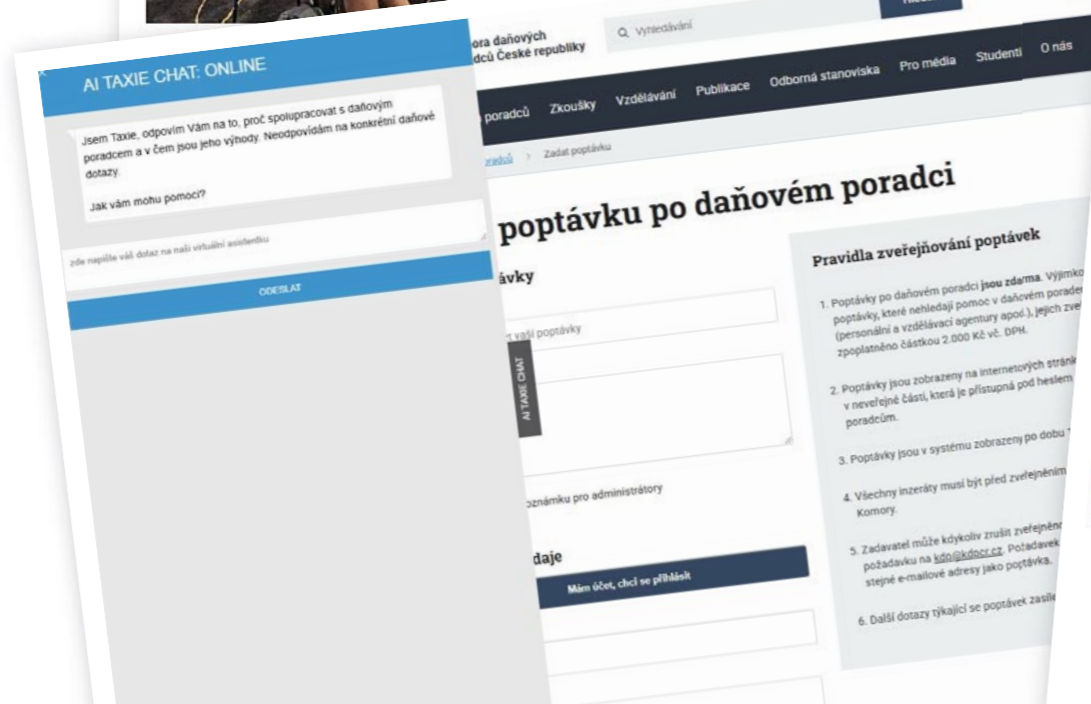 AI TAXIE CHAT: ONLINE
Jsem Taxie, odpovím Vám na to, proč spolupracovat s daňovým
poradcem a v čem jsou jeho výhody. Neodpovídám na konkrétní daňové
dotazy.
Jak vám mohu pomoci?
zde napište váš dotaz na naši virtuální asistentku
ODESLAT
AI TAXIE CHAT
ora daňových
dců České republiky
Vyhledávání
poradců Zkoušky Vzdělávání Publikace Odborná stanoviska Pro média Studenti O nás
oradců > Zadat poptávku
poptávku po daňovém poradci
ávky
t vaší poptávky
oznámku pro administrátory
daje
Mám účet, chci se přihlásit
Pravidla zveřejňování poptávek
1. Poptávky po daňovém poradci jsou zdarma. Výjimko
poptávky, které nehledají pomoc v daňovém poraden
(personální a vzdělávací agentury apod.), jejich zve
zpoplatněno částkou 2.000 Kč vč. DPH.
2. Poptávky jsou zobrazeny na internetových stránk
v neveřejné části, která je přístupná pod heslem
poradcům.
3. Poptávky jsou v systému zobrazeny po dobu
4. Všechny inzeráty musí být před zveřejněním
Komory.
5. Zadavatel může kdykoliv zrušit zveřejněno
požadavku na kdp@kdpcr.cz. Požadavek
stejné e-mailové adresy jako poptávka.
6. Další dotazy týkající se poptávek zasíle